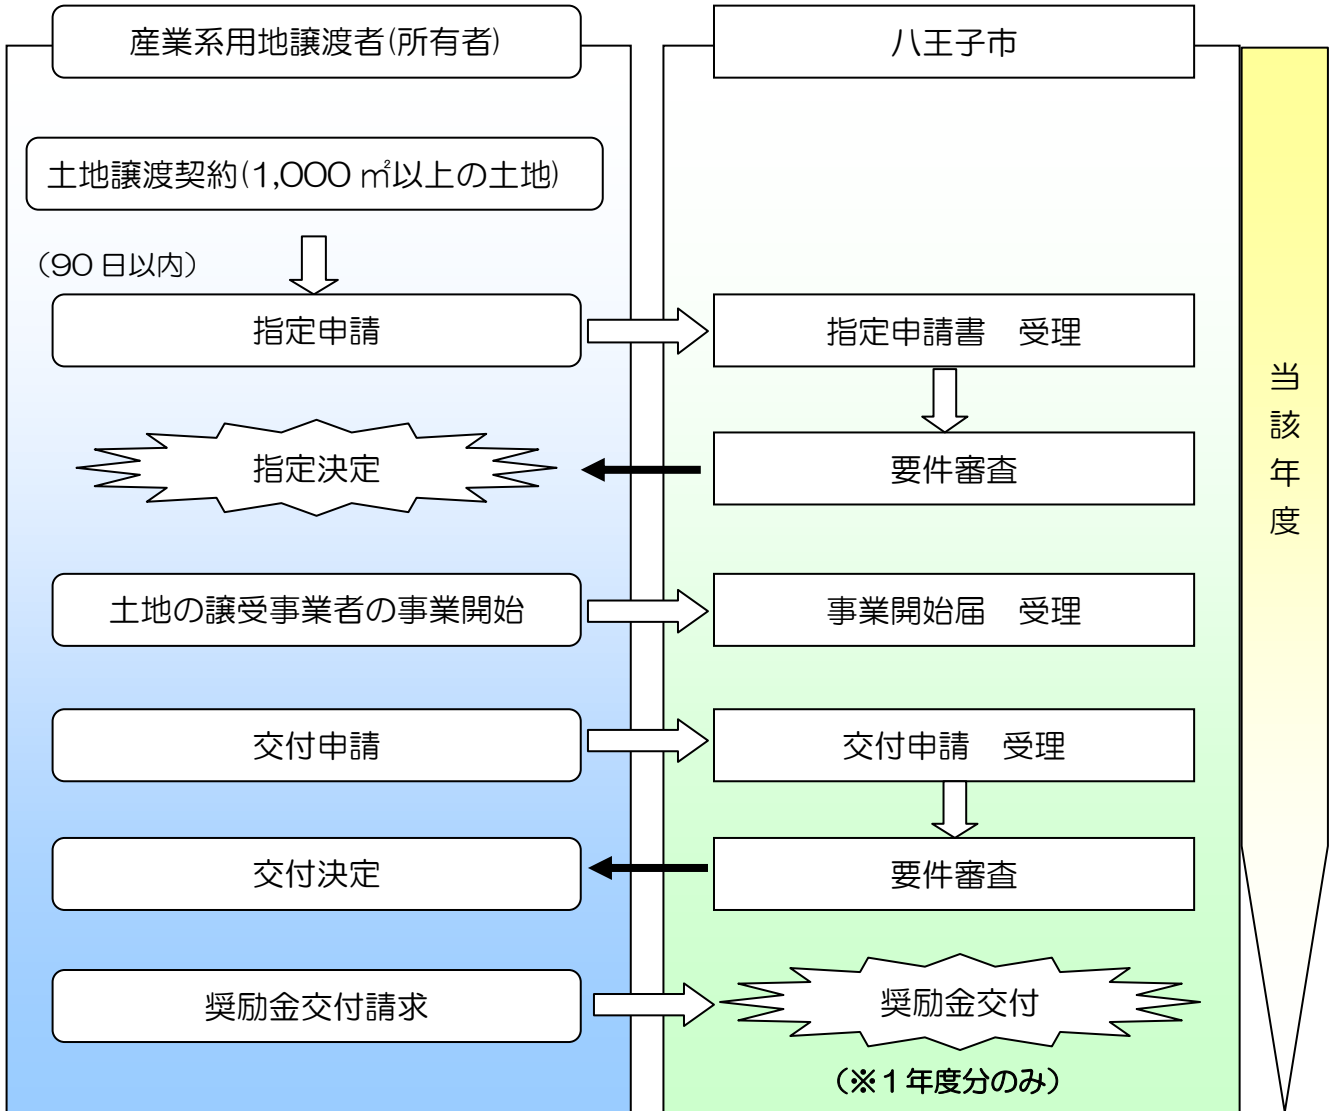 産業系用地譲渡者(所有者)
八王子市
土地譲渡契約(1,000㎡以上の土地)
（90日以内）
指定申請
指定申請書　受理
指定決定
要件審査
土地の譲受事業者の事業開始
事業開始届　受理
交付申請
交付申請　受理
交付決定
要件審査
奨励金交付請求
奨励金交付
（※１年度分のみ）
当該年度